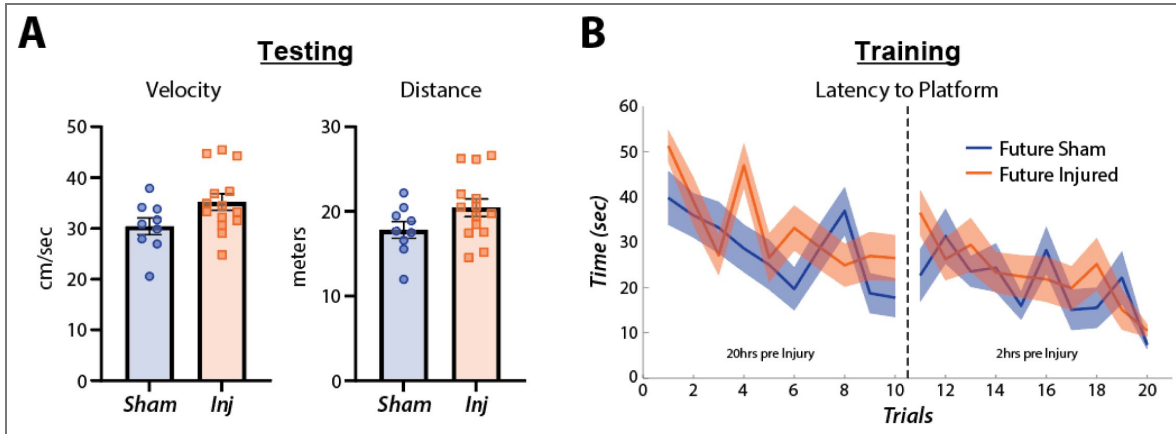 A
Testing
Velocity
cm/sec
50
40
30
20
10
0
Sham Inj
Distance
meters
30
20
10
0
Sham Inj
B
Training
Latency to Platform
Time (sec)
60
50
40
30
20
10
0
Future Sham
Future Injured
20hrs pre Injury
2hrs pre Injury
0 2 4 6 8 10 12 14 16 18 20
Trials